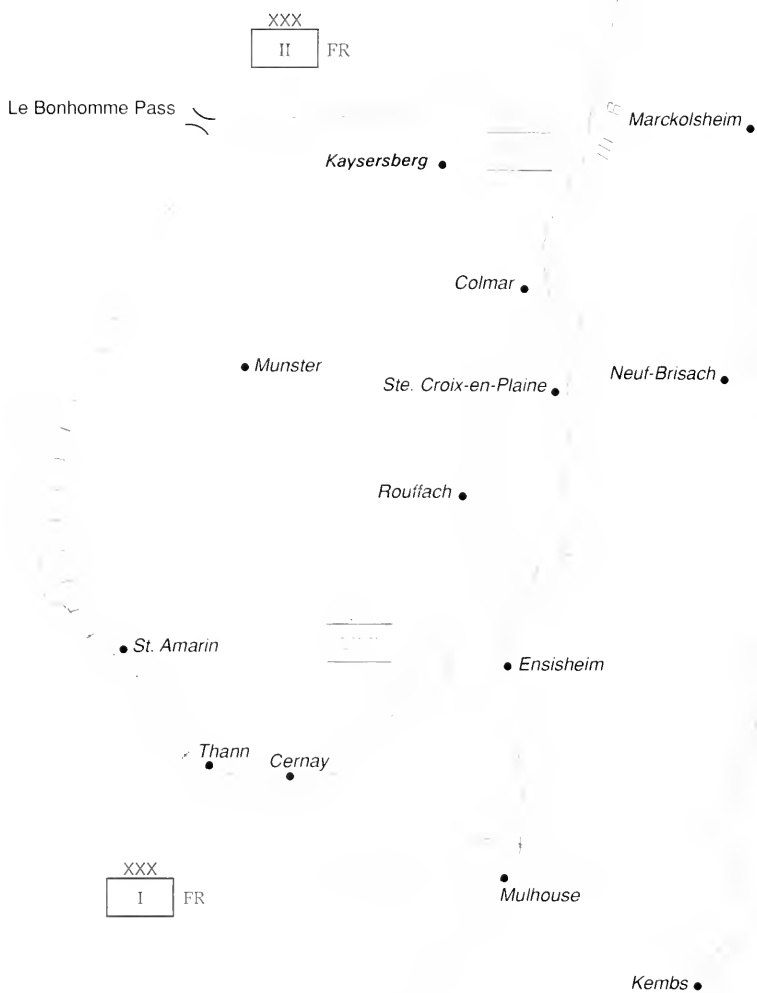 XXX
II FR
Le Bonhomme Pass
Marckolsheim
Kaysersberg
Colmar
Munster
Neuf-Brisach
Ste. Croix-en-Plaine
Rouffach
St. Amarin
Ensisheim
Thann
Cernay
XXX
I FR
Mulhouse
Kembs